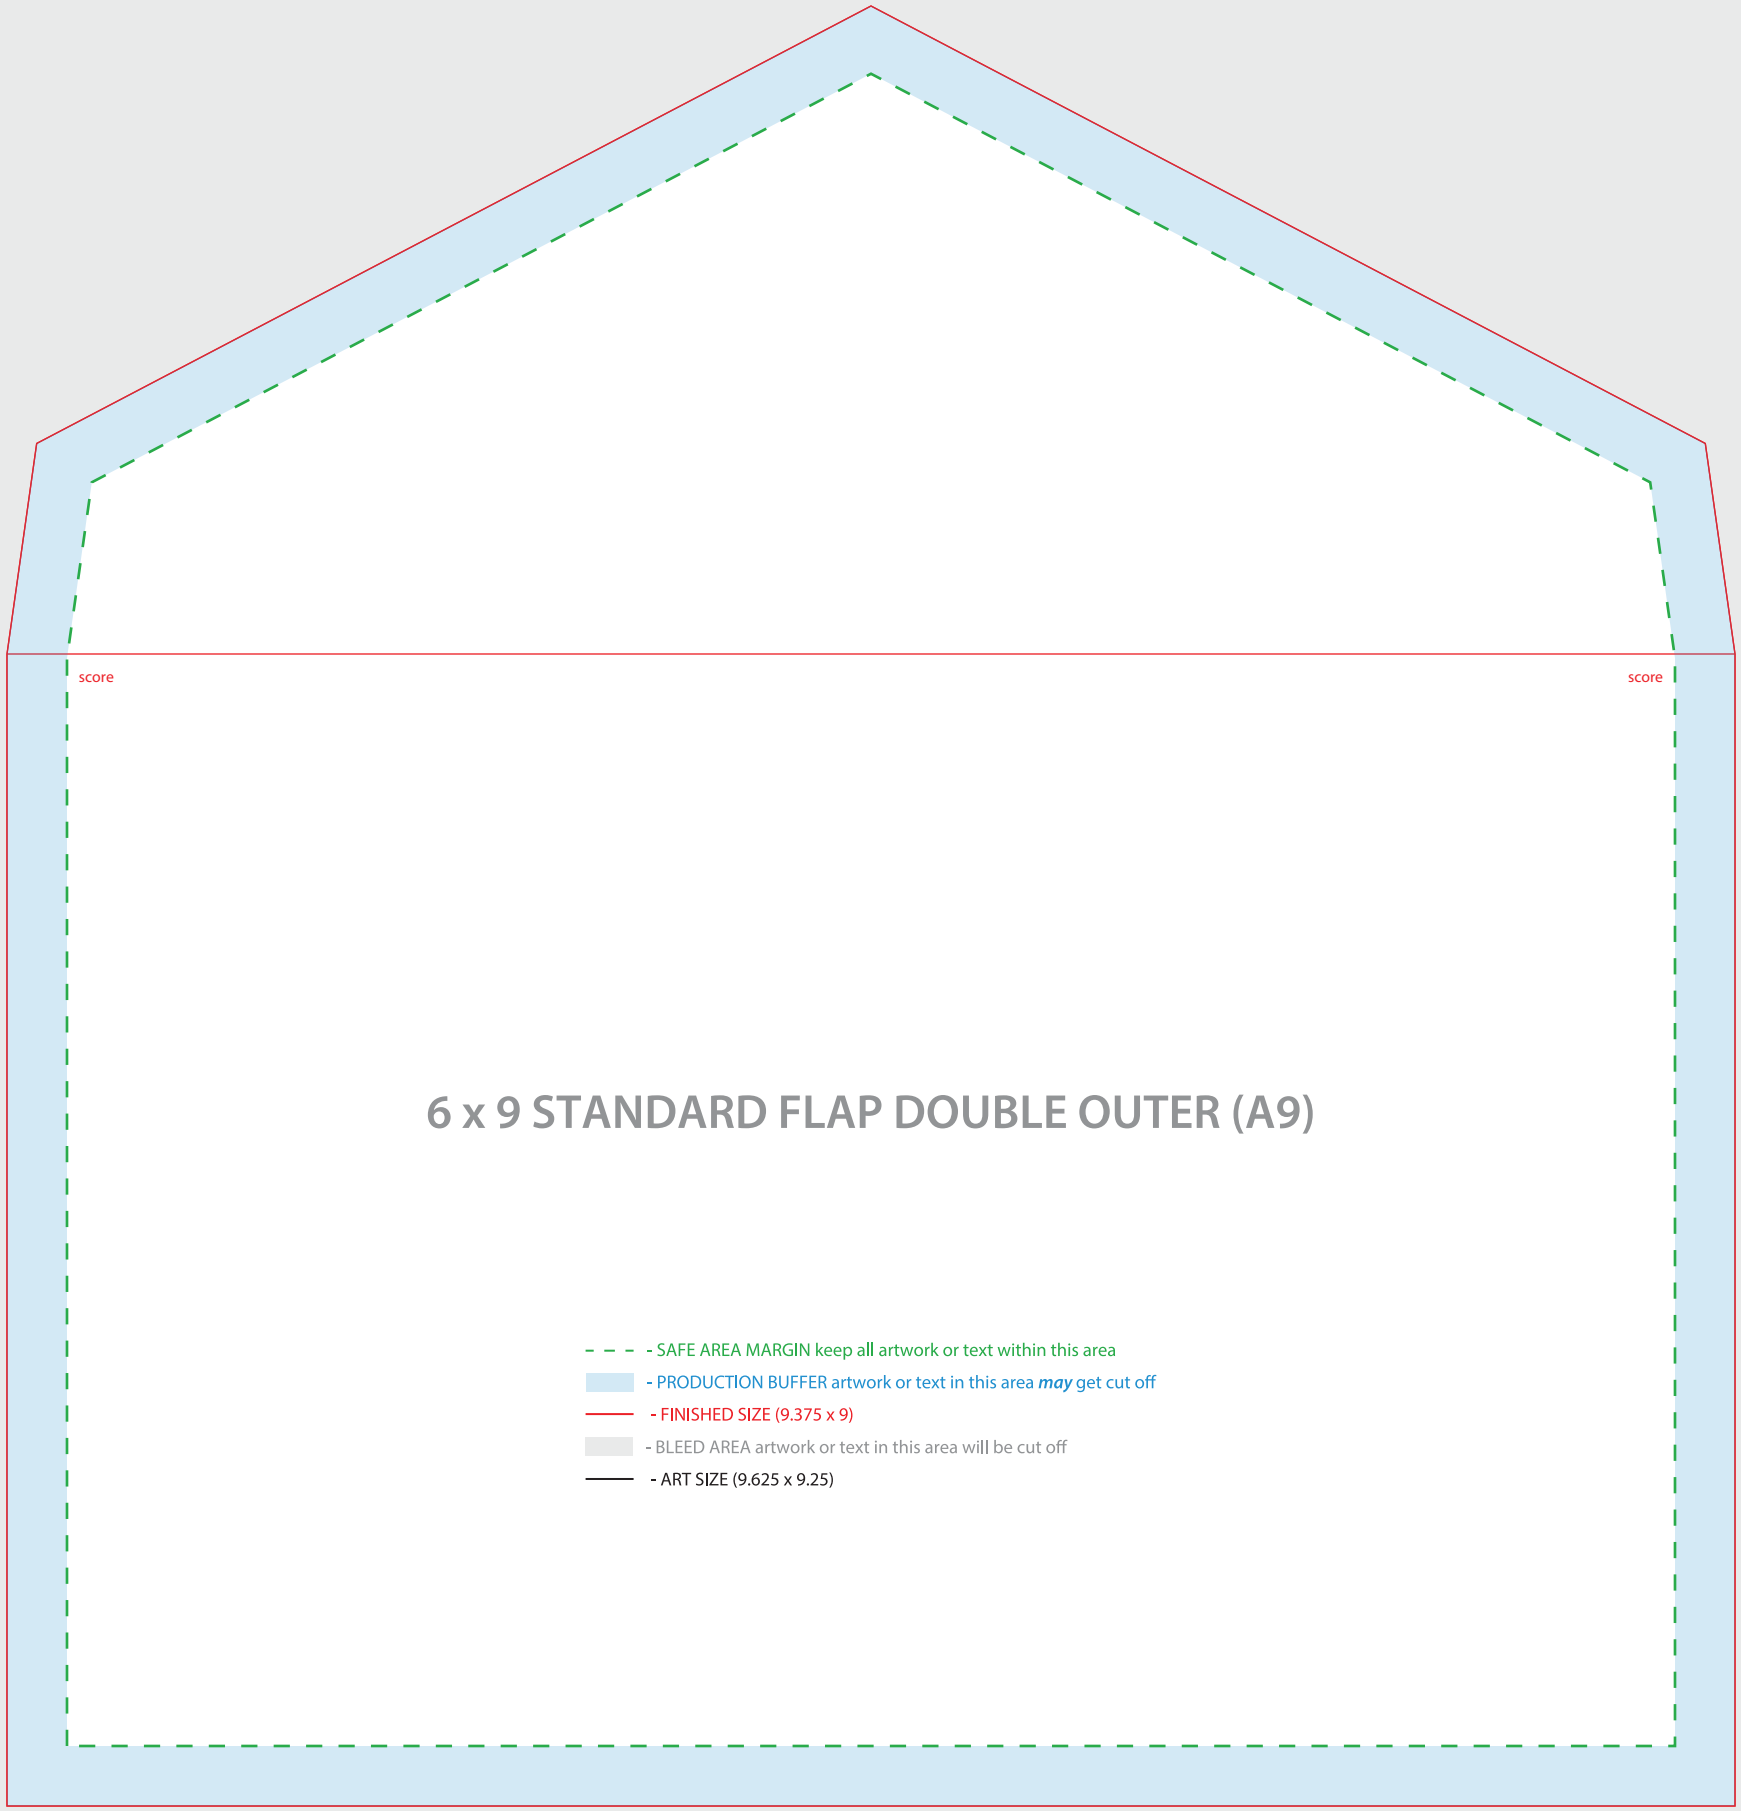 score score
6 x 9 STANDARD FLAP DOUBLE OUTER (A9)
- SAFE AREA MARGIN keep all artwork or text within this area
- PRODUCTION BUFFER artwork or text in this area may get cut off
- FINISHED SIZE (9.375 x 9)
- BLEED AREA artwork or text in this area will be cut off
- ART SIZE (9.625 x 9.25)